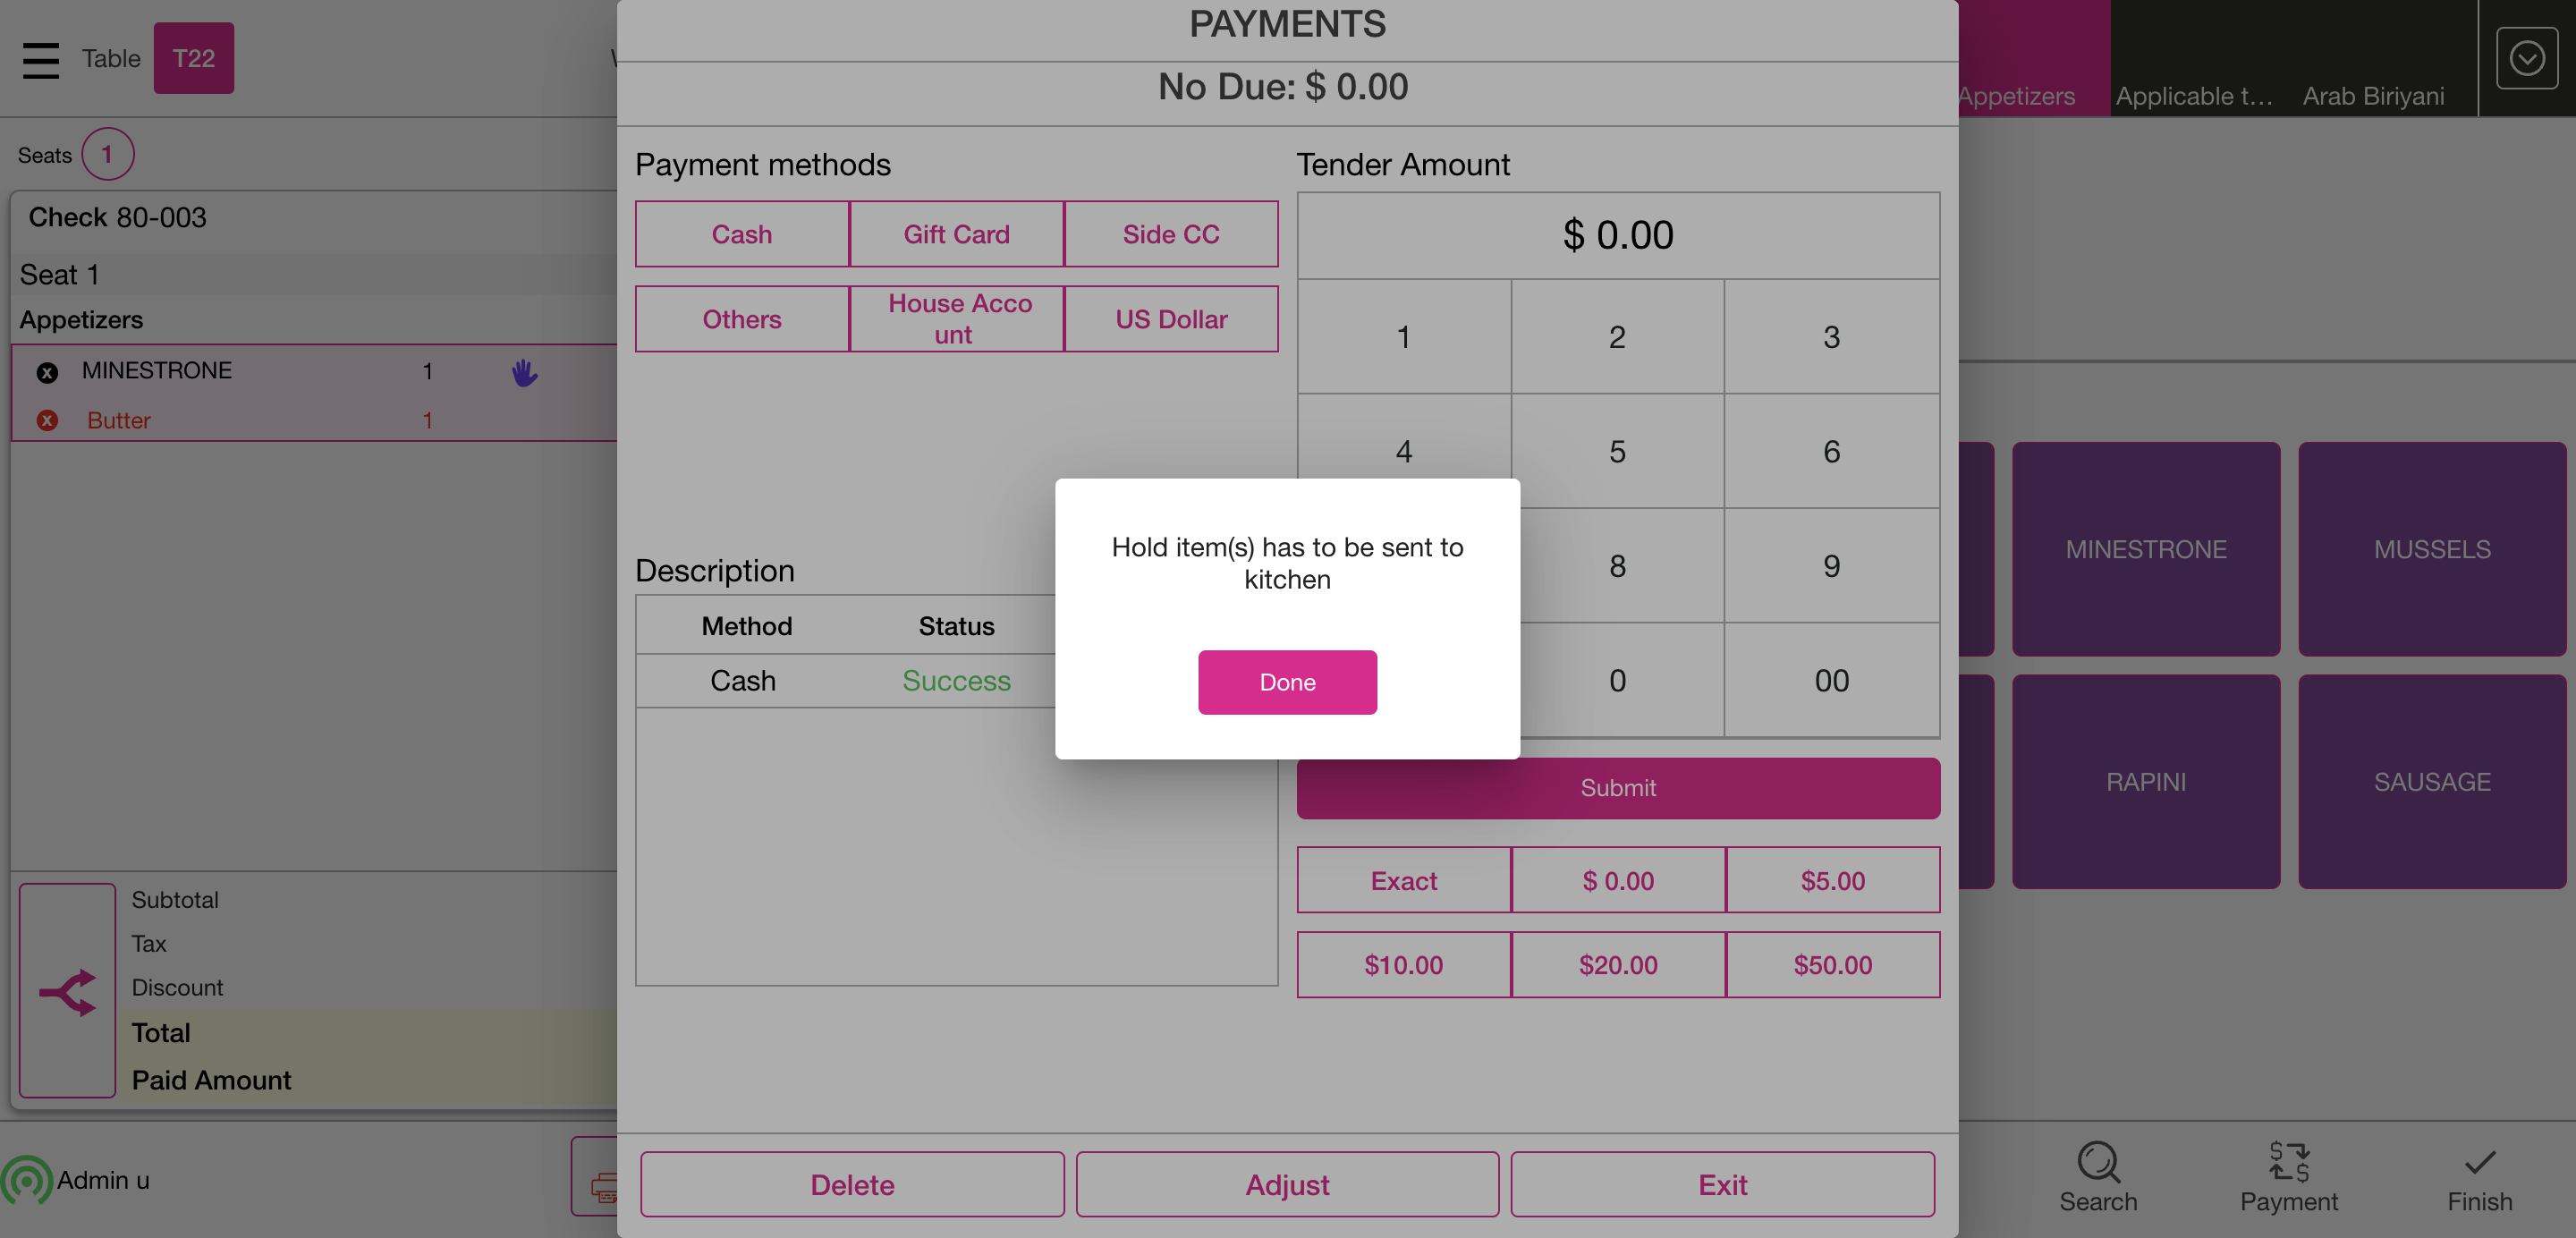 PAYMENTS
No Due: $ 0.00
Table T22
Appetizers
Applicable t...
Arab Biriyani
Seats 1
Check 80-003
Seat 1
Appetizers
MINESTRONE 1
Butter 1
Subtotal
Tax
Discount
Total
Paid Amount
Admin u
Payment methods
Cash
Gift Card
Side CC
Others
House Acco
unt
US Dollar
Description
Method Status
Cash Success
Tender Amount
$ 0.00
1 2 3
4 5 6
8 9
0 00
Submit
Exact $ 0.00 $5.00
$10.00 $20.00 $50.00
Hold item(s) has to be sent to
kitchen
Done
Delete
Adjust
Exit
MINESTRONE
MUSSELS
RAPINI
SAUSAGE
Search
Payment
Finish